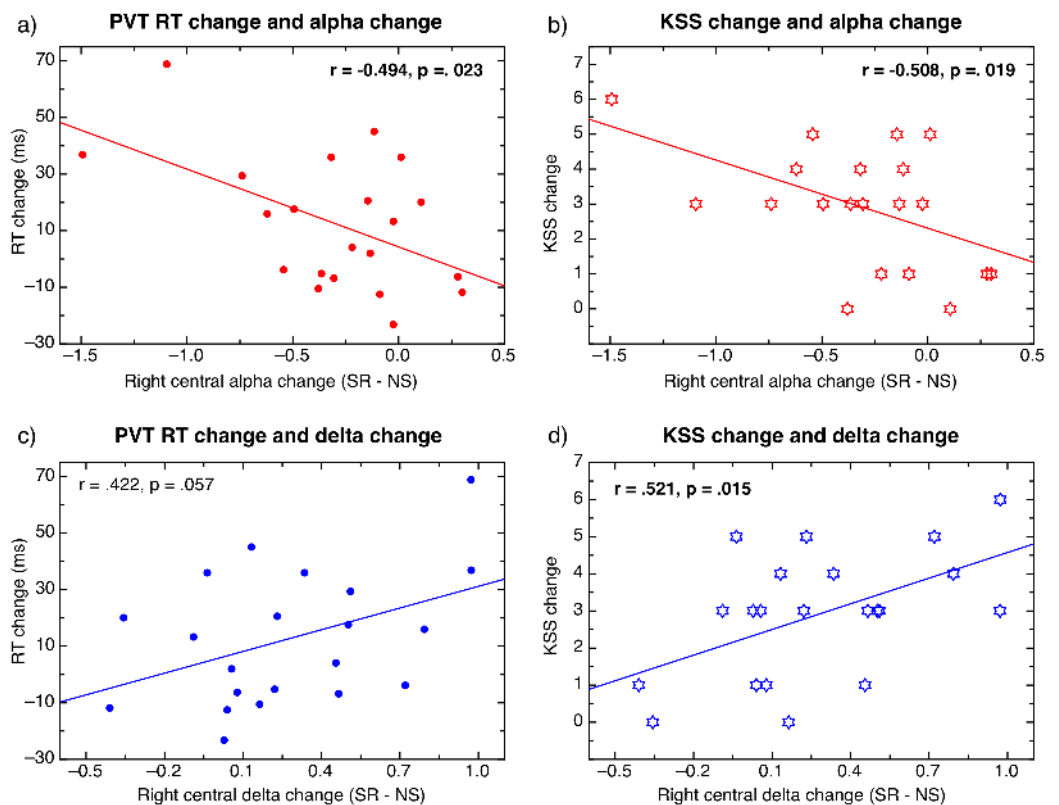 a)
PVT RT change and alpha change
r = -0.494, p =. 023
70
50
30
10
−10
−30
RT change (ms)
−1.5
−1.0
−0.5
0.0
0.5
Right central alpha change (SR - NS)
b)
KSS change and alpha change
r = -0.508, p =. 019
7
6
5
4
3
2
1
0
KSS change
−1.5
−1.0
−0.5
0.0
0.5
Right central alpha change (SR - NS)
c)
PVT RT change and delta change
r = .422, p = .057
70
50
30
10
−10
−30
RT change (ms)
−0.5
−0.2
0.1
0.4
0.7
1.0
Right central delta change (SR - NS)
d)
KSS change and delta change
r = .521, p = .015
7
6
5
4
3
2
1
0
KSS change
−0.5
−0.2
0.1
0.4
0.7
1.0
Right central delta change (SR - NS)